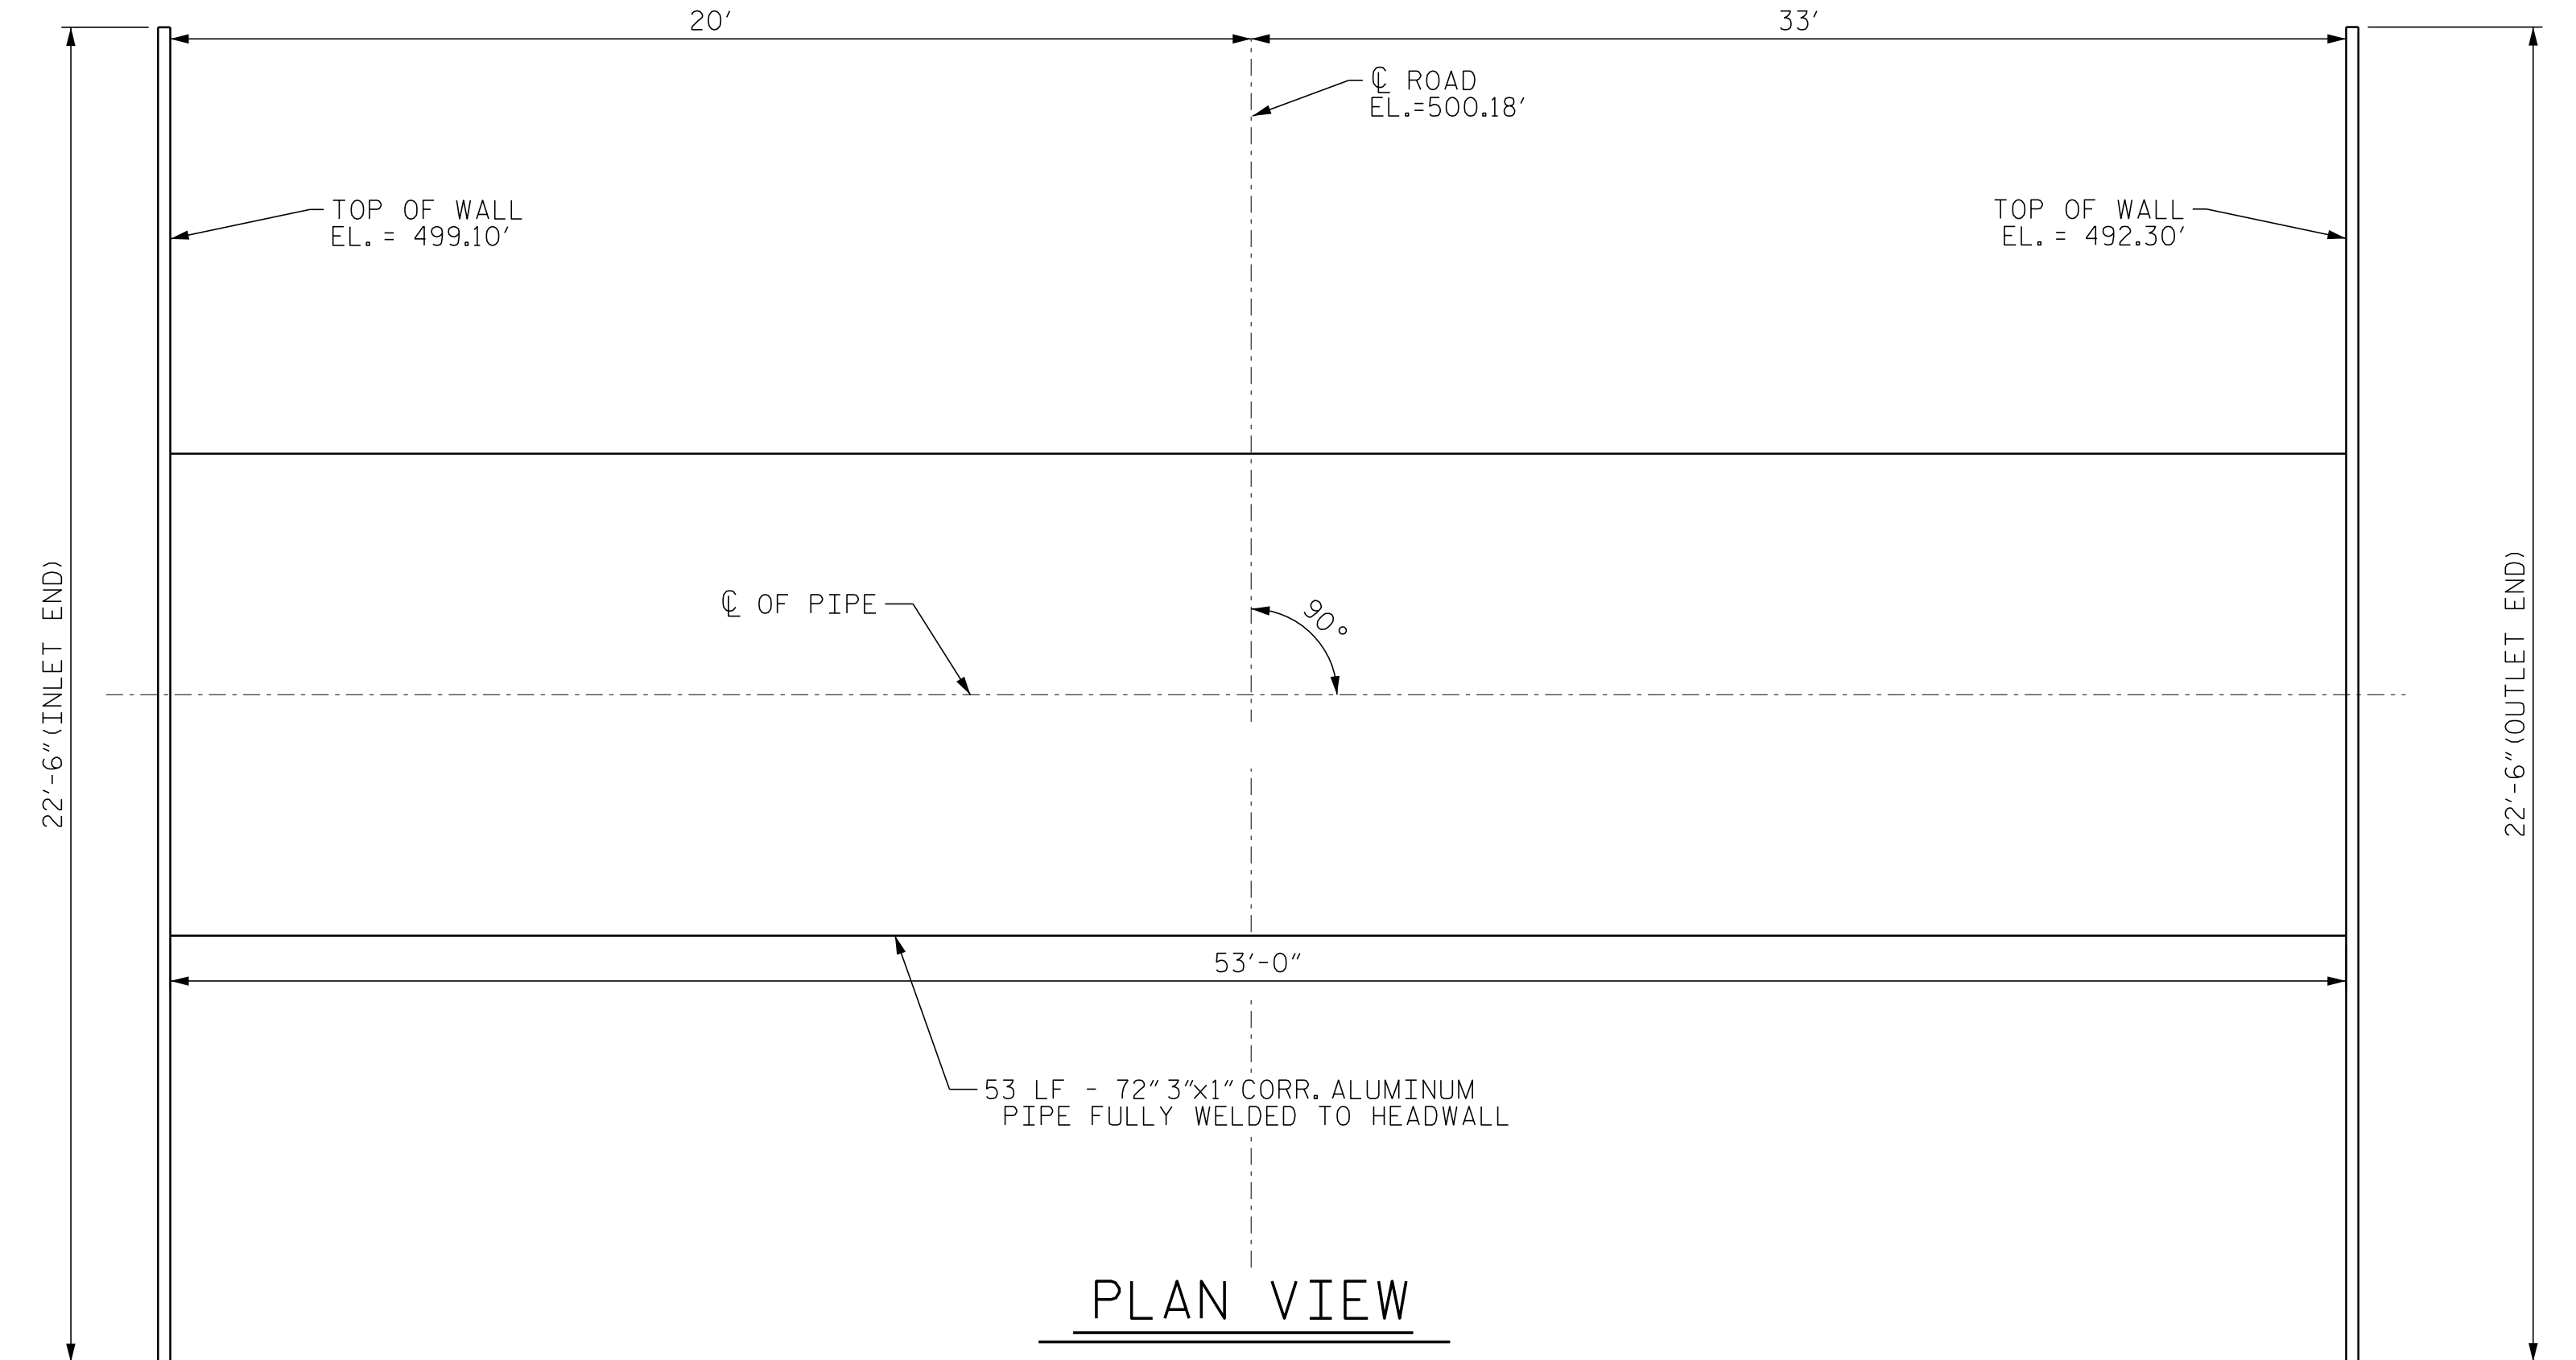 20' 33'
℄ ROAD
EL.=500.18'
TOP OF WALL
EL. = 499.10'
TOP OF WALL
EL. = 492.30'
℄ OF PIPE
90°
22'-6"(INLET END)
22'-6"(OUTLET END)
53'-0"
53 LF - 72"3"x1"CORR. ALUMINUM
PIPE FULLY WELDED TO HEADWALL
PLAN VIEW